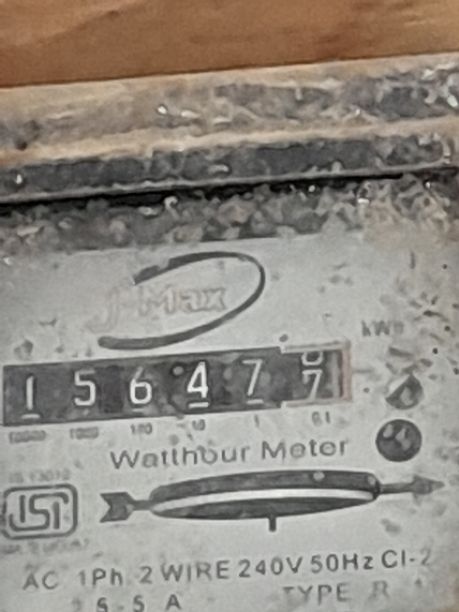 J-Max
kWh
1 5 6 4 7 7
10000 1000 100 10 1 0.1
Watthour Meter
ISI
AC 1Ph. 2 WIRE 240V 50Hz Cl-2
5-5 A TYPE R